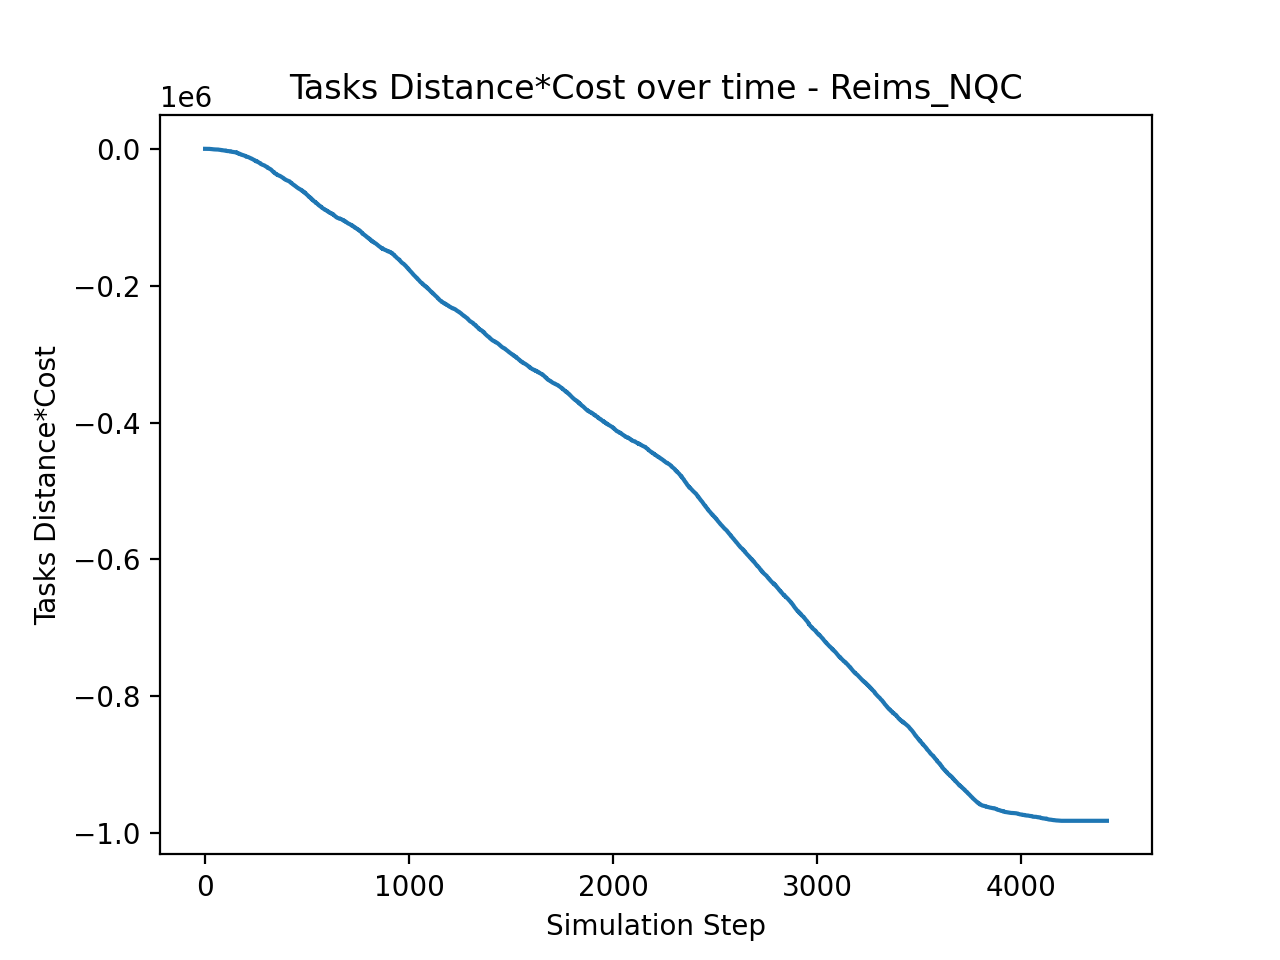 Tasks Distance*Cost over time - Reims_NQC
1e6
0.0
−0.2
−0.4
−0.6
−0.8
−1.0
Tasks Distance*Cost
0 1000 2000 3000 4000
Simulation Step